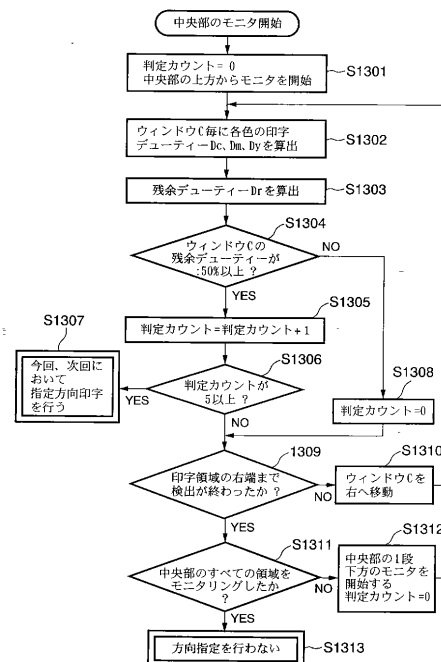 中央部のモニタ開始
判定カウント= 0
中央部の上方からモニタを開始
S1301
ウィンドウC毎に各色の印字
デューティーDc、Dm、Dyを算出
S1302
残余デューティーDrを算出
S1303
S1304
ウィンドウCの
残余デューティーが
:50%以上 ?
NO
YES
S1305
判定カウント=判定カウント+1
S1307
今回、次回に
おいて
指定方向印字
を行う
S1306
判定カウントが
5以上 ?
YES
NO
S1308
判定カウント=0
1309
印字領域の右端まで
検出が終わったか ?
NO
S1310
ウィンドウCを
右へ移動
YES
S1311
中央部のすべての領域を
モニタリングしたか
?
NO
S1312
中央部の1段
下方のモニタを
開始する
判定カウント=0
YES
方向指定を行わない
S1313